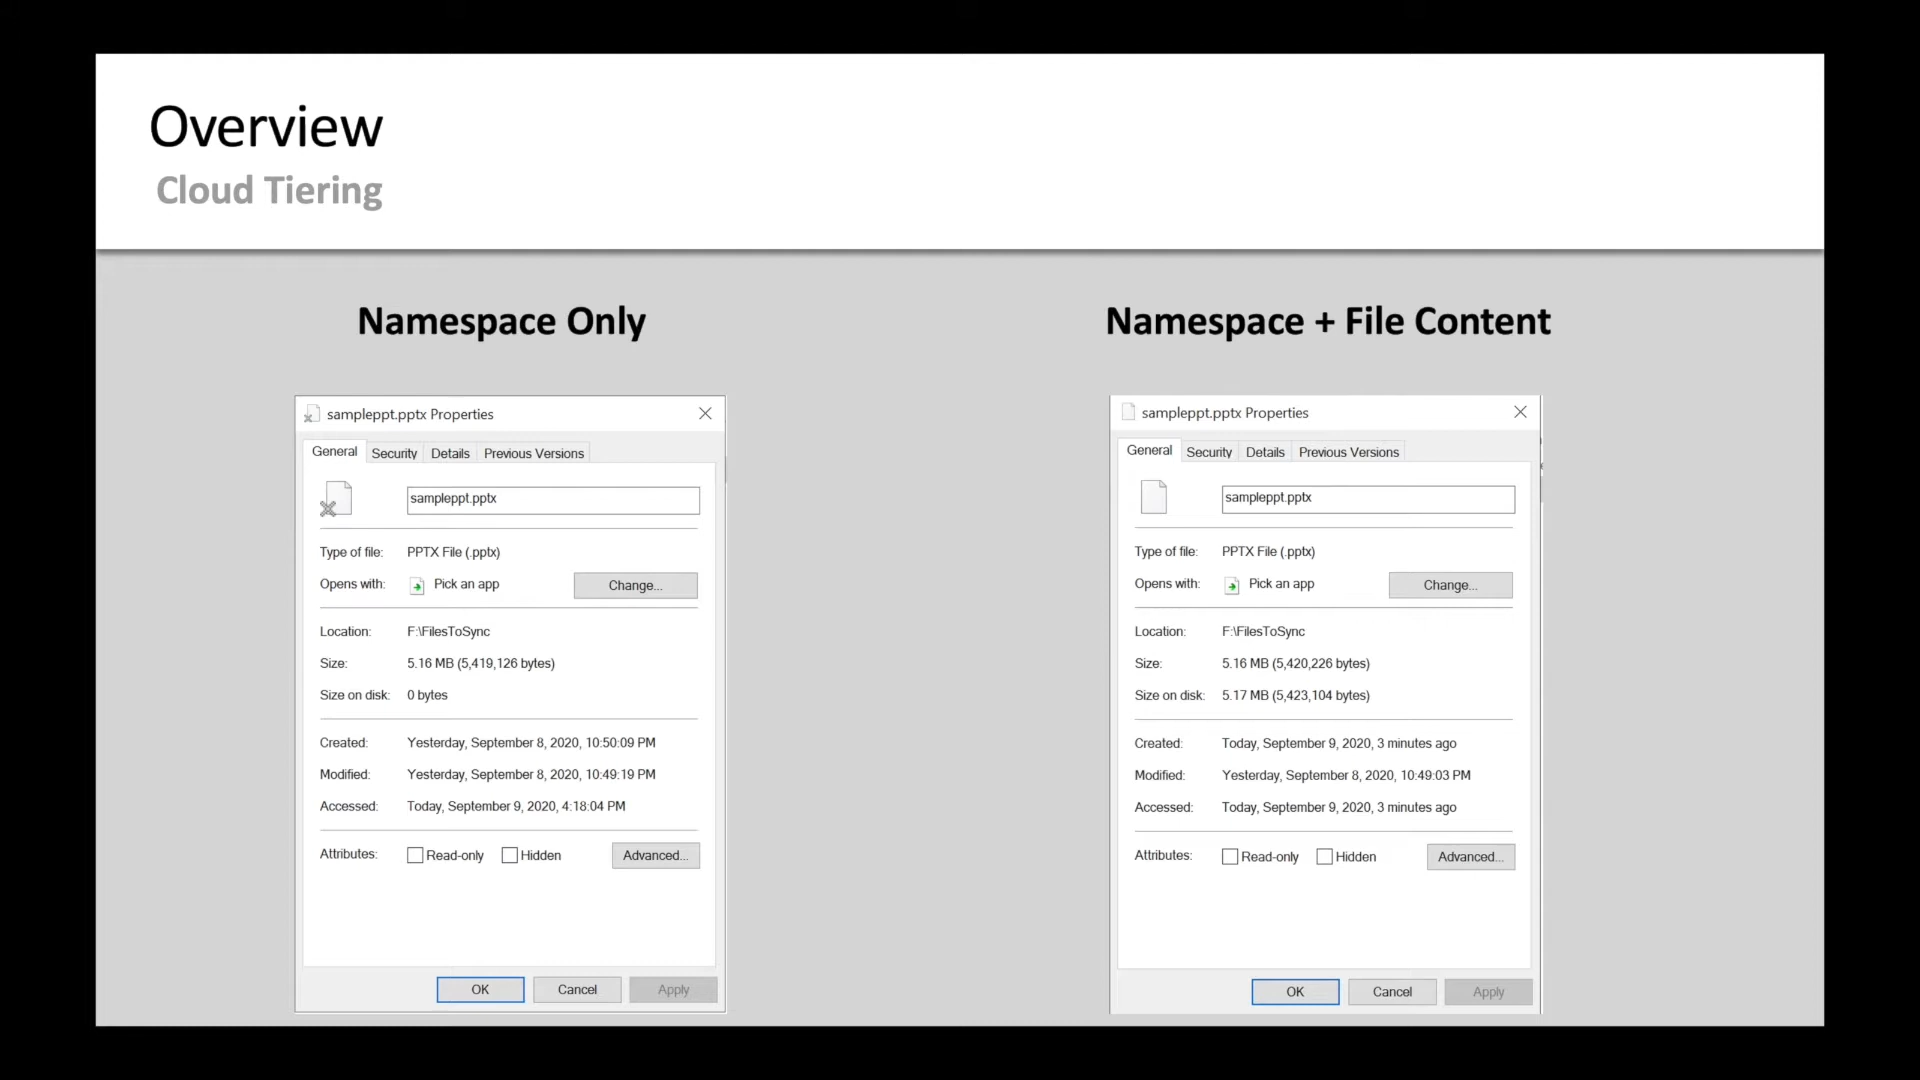 Overview
Cloud Tiering
Namespace Only
sampleppt.pptx Properties
General Security Details Previous Versions
sampleppt.pptx
Type of file: PPTX File (.pptx)
Opens with: Pick an app Change...
Location: F:\FilesToSync
Size: 5.16 MB (5,419,126 bytes)
Size on disk: 0 bytes
Created: Yesterday, September 8, 2020, 10:50:09 PM
Modified: Yesterday, September 8, 2020, 10:49:19 PM
Accessed: Today, September 9, 2020, 4:18:04 PM
Attributes: Read-only Hidden Advanced...
OK Cancel Apply
Namespace + File Content
sampleppt.pptx Properties
General Security Details Previous Versions
sampleppt.pptx
Type of file: PPTX File (.pptx)
Opens with: Pick an app Change...
Location: F:\FilesToSync
Size: 5.16 MB (5,420,226 bytes)
Size on disk: 5.17 MB (5,423,104 bytes)
Created: Today, September 9, 2020, 3 minutes ago
Modified: Yesterday, September 8, 2020, 10:49:03 PM
Accessed: Today, September 9, 2020, 3 minutes ago
Attributes: Read-only Hidden Advanced...
OK Cancel Apply